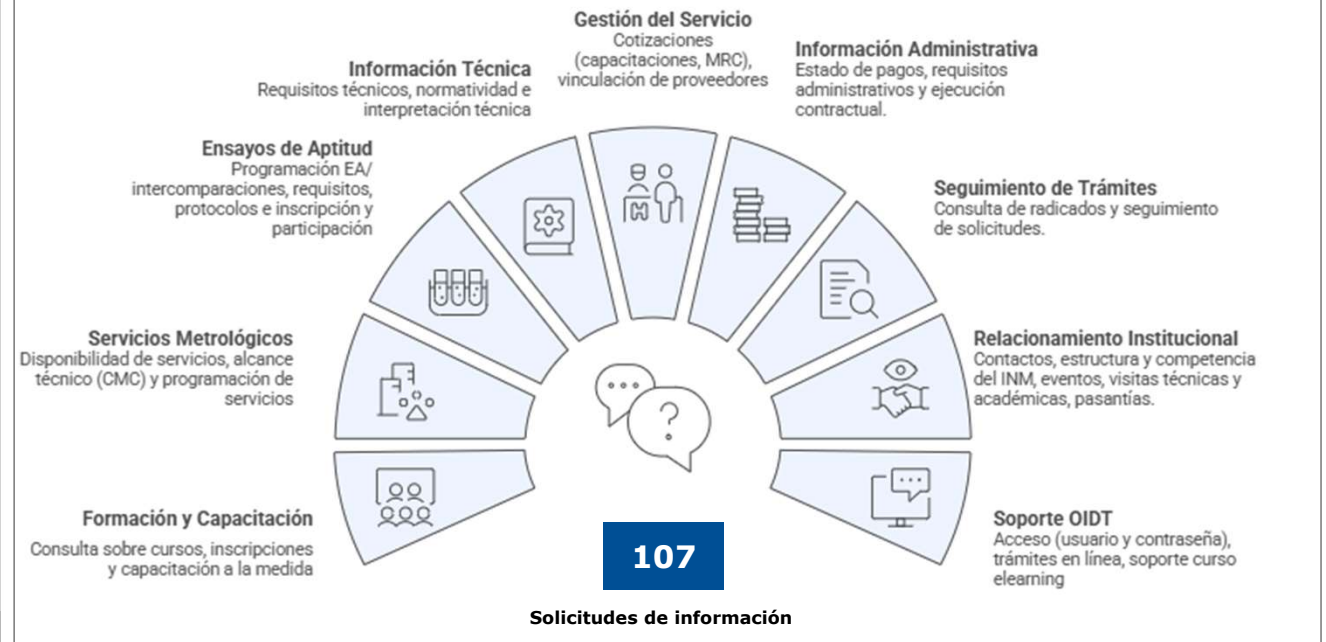 Gestión del Servicio
Cotizaciones
(capacitaciones, MRC),
vinculación de proveedores
Información Administrativa
Estado de pagos, requisitos
administrativos y ejecución
contractual.
Información Técnica
Requisitos técnicos, normatividad e
interpretación técnica
Ensayos de Aptitud
Programación EA/
intercomparaciones, requisitos,
protocolos e inscripción y
participación
Seguimiento de Trámites
Consulta de radicados y seguimiento
de solicitudes.
Servicios Metrológicos
Disponibilidad de servicios, alcance
técnico (CMC) y programación de
servicios
Relacionamiento Institucional
Contactos, estructura y competencia
del INM, eventos, visitas técnicas y
académicas, pasantías.
Formación y Capacitación
Consulta sobre cursos, inscripciones
y capacitación a la medida
Soporte OIDT
Acceso (usuario y contraseña),
trámites en línea, soporte curso
elearning
107
Solicitudes de información